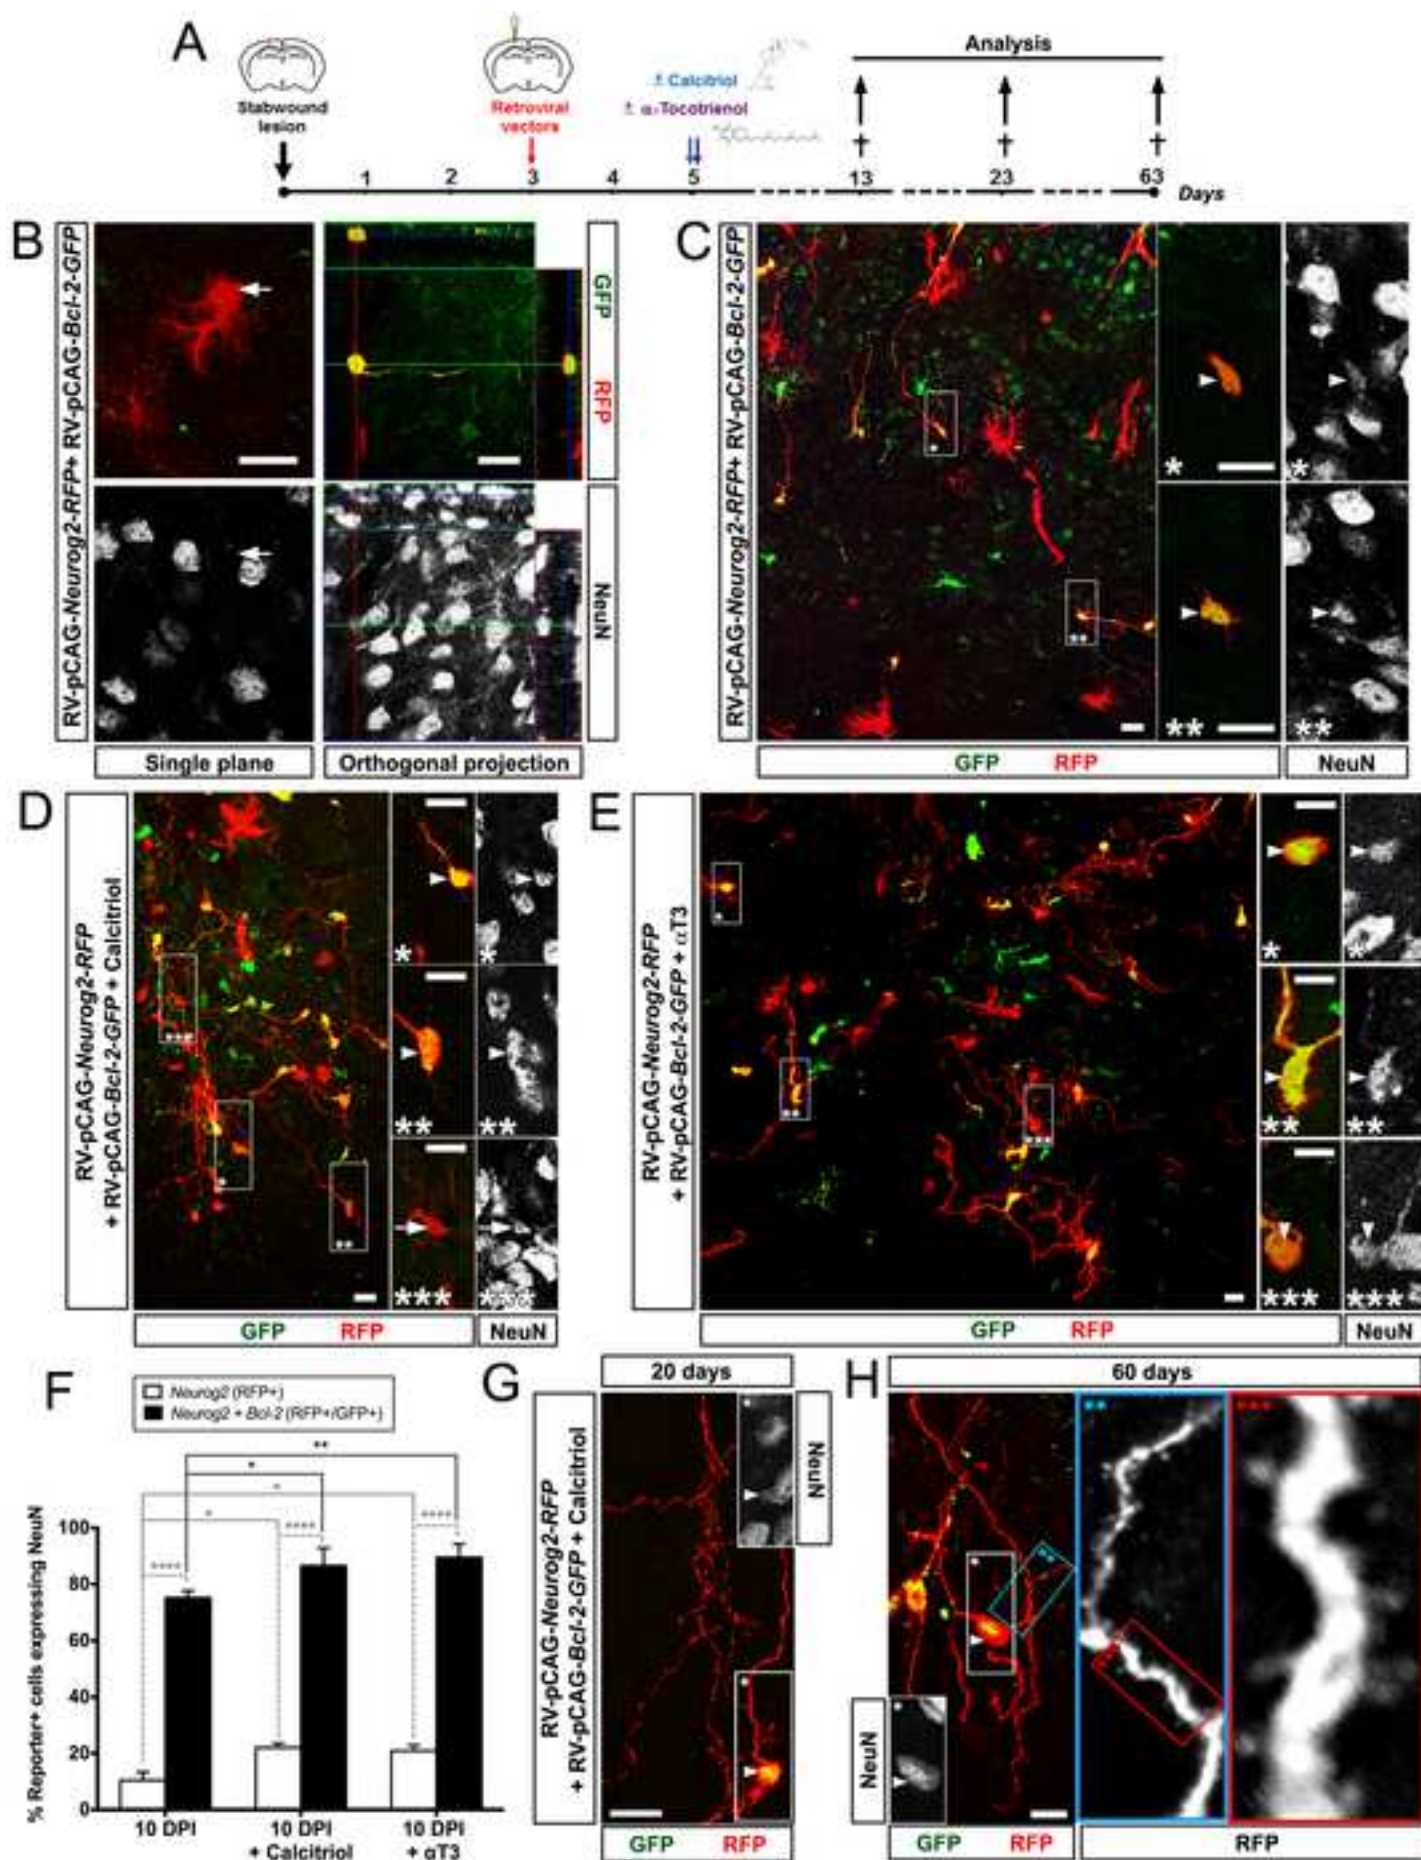 A
Stabwound
lesion
Retroviral
vectors
± Calcitriol
± α-Tocotrienol
Analysis
1 2 3 4 5 13 23 63 Days
B
RV-pCAG-Neurog2-RFP+ RV-pCAG-Bcl-2-GFP
GFP RFP
NeuN
Single plane
Orthogonal projection
C
RV-pCAG-Neurog2-RFP+ RV-pCAG-Bcl-2-GFP
*
*
*
**
**
**
GFP RFP
NeuN
D
RV-pCAG-Neurog2-RFP
+ RV-pCAG-Bcl-2-GFP + Calcitriol
***
*
**
*
*
**
**
***
***
GFP RFP
NeuN
E
RV-pCAG-Neurog2-RFP
+ RV-pCAG-Bcl-2-GFP + αT3
*
**
***
*
*
**
**
***
***
GFP RFP
NeuN
F
Neurog2 (RFP+)
Neurog2 + Bcl-2 (RFP+/GFP+)
% Reporter+ cells expressing NeuN
100
80
60
40
20
0
**
*
*
*
****
****
****
10 DPI
10 DPI
+ Calcitriol
10 DPI
+ αT3
G
20 days
RV-pCAG-Neurog2-RFP
+ RV-pCAG-Bcl-2-GFP + Calcitriol
*
NeuN
*
GFP RFP
H
60 days
*
**
**
***
*
NeuN
GFP RFP
RFP